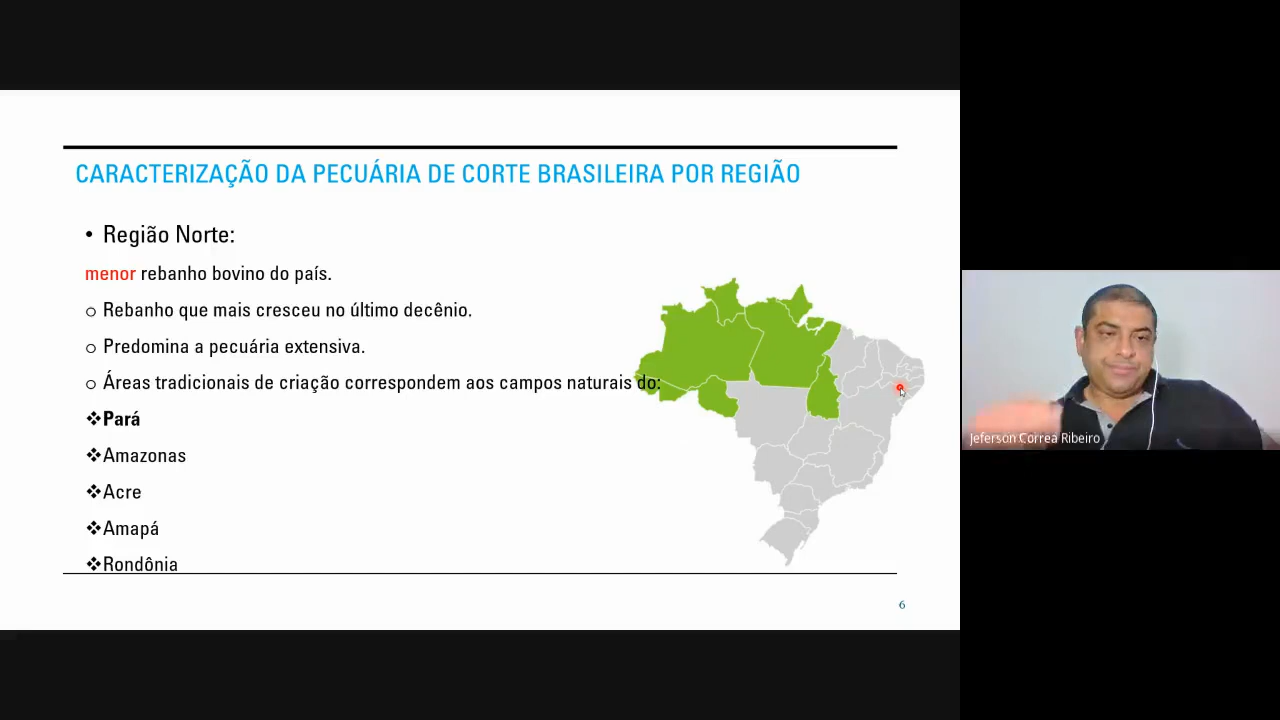 CARACTERIZAÇÃO DA PECUÁRIA DE CORTE BRASILEIRA POR REGIÃO
• Região Norte:
menor rebanho bovino do país.
o Rebanho que mais cresceu no último decênio.
o Predomina a pecuária extensiva.
o Áreas tradicionais de criação correspondem aos campos naturais do:
❖Pará
❖Amazonas
❖Acre
❖Amapá
❖Rondônia
6
Jeferson Correa Ribeiro